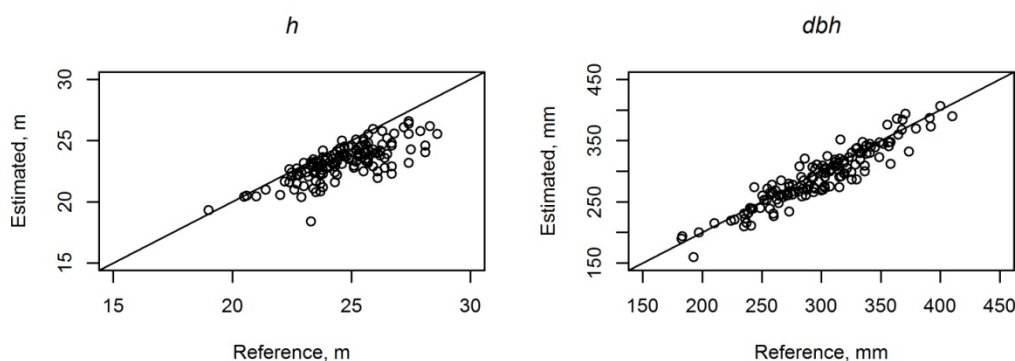 h
30
25
20
15
Estimated, m
15 20 25 30
Reference, m
dbh
450
350
250
150
Estimated, mm
150 200 250 300 350 400 450
Reference, mm